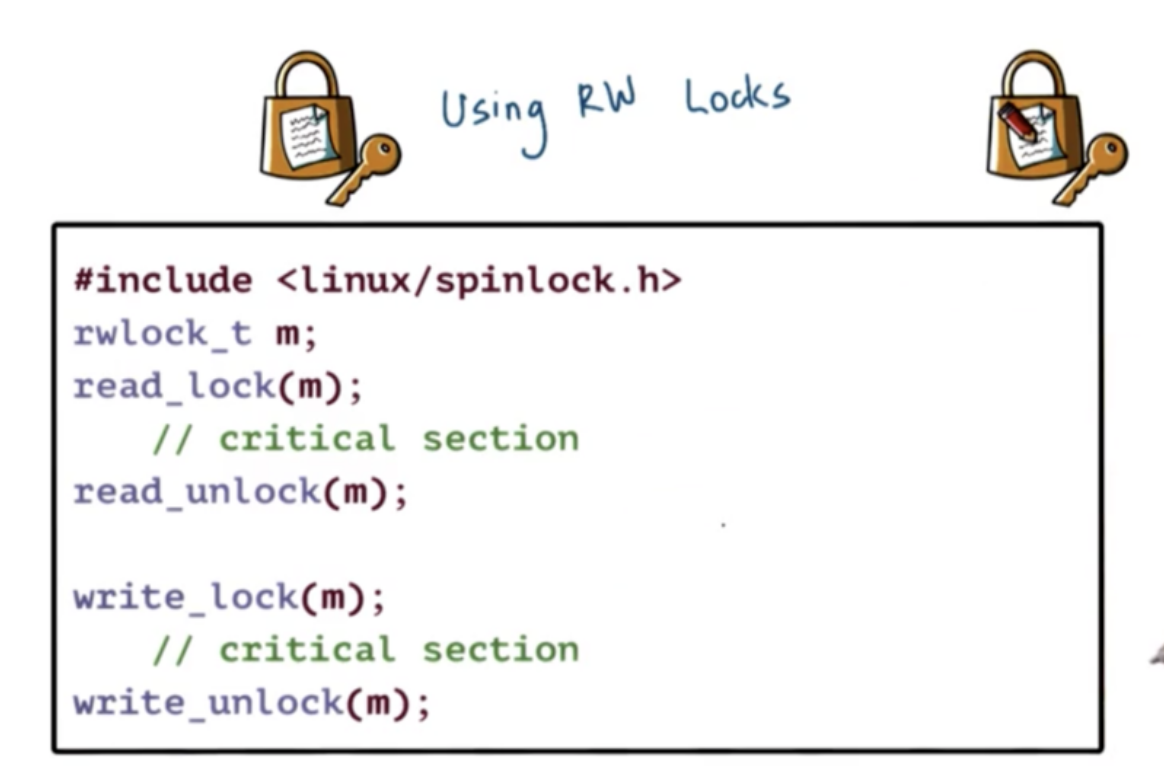 Using RW Locks
#include <linux/spinlock.h>
rwlock_t m;
read_lock(m);
// critical section
read_unlock(m);
write_lock(m);
// critical section
write_unlock(m);